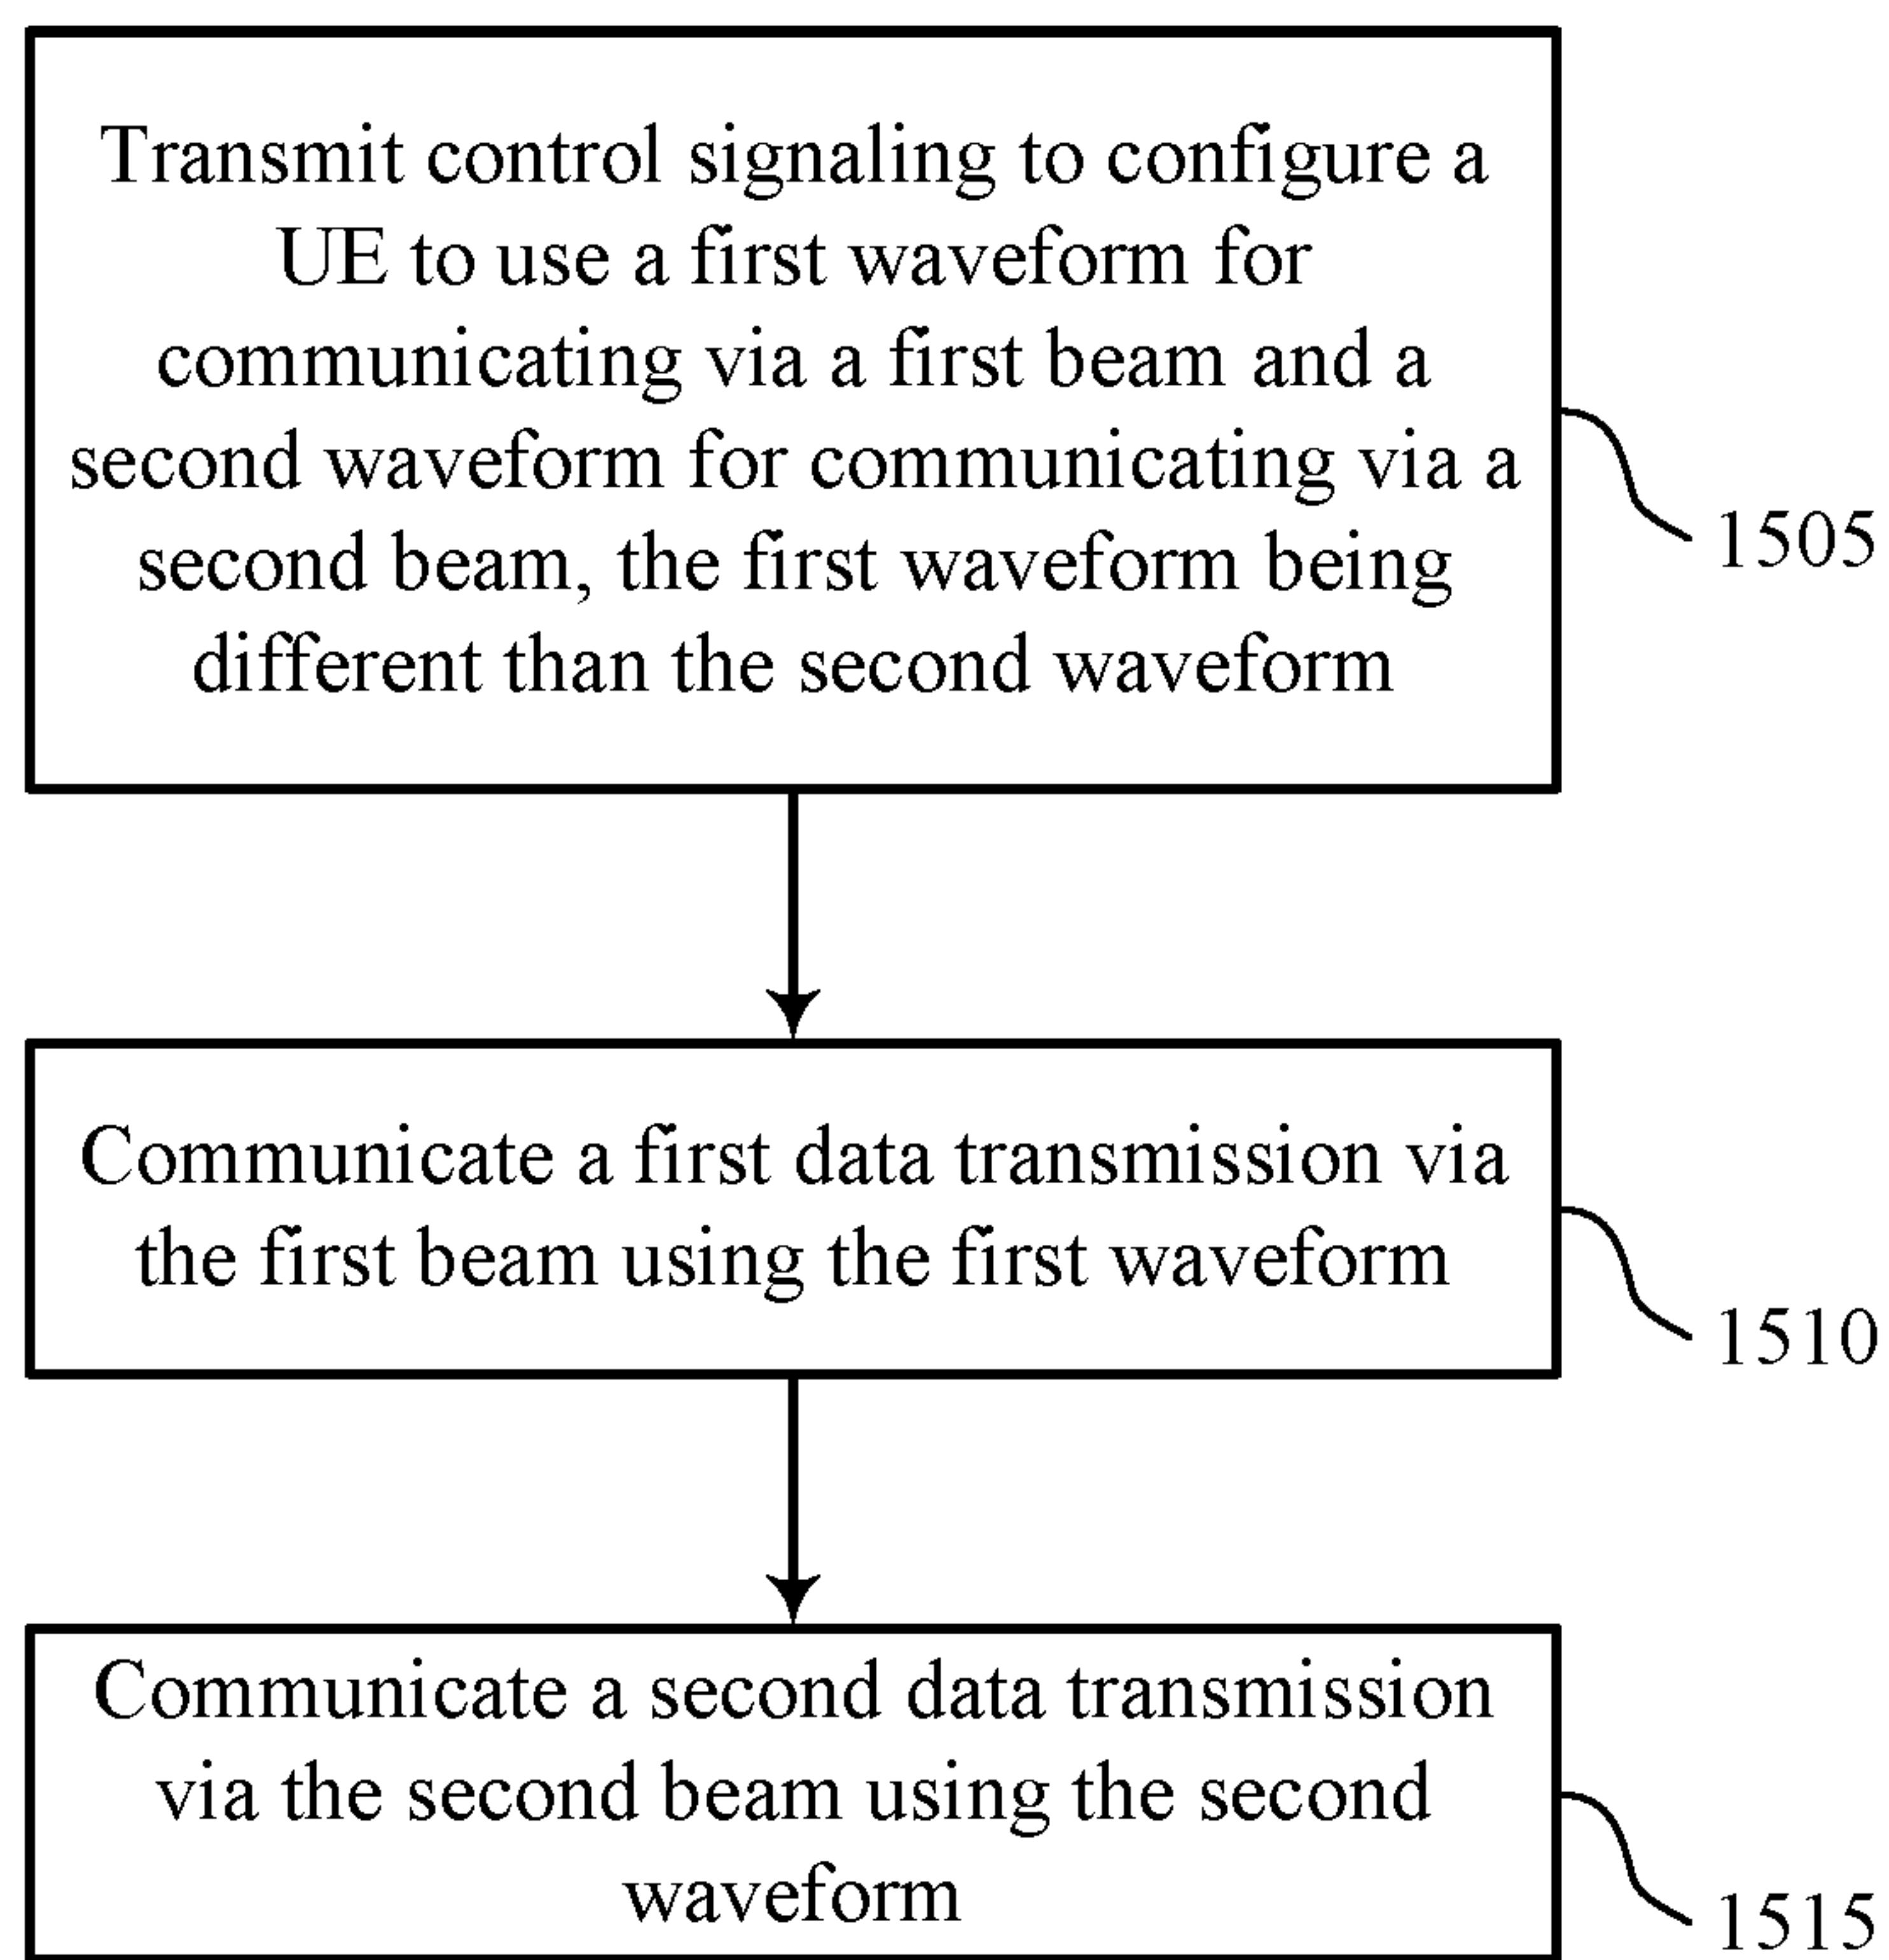 Transmit control signaling to configure a
UE to use a first waveform for
communicating via a first beam and a
second waveform for communicating via a
second beam, the first waveform being
different than the second waveform
1505
Communicate a first data transmission via
the first beam using the first waveform
1510
Communicate a second data transmission
via the second beam using the second
waveform
1515